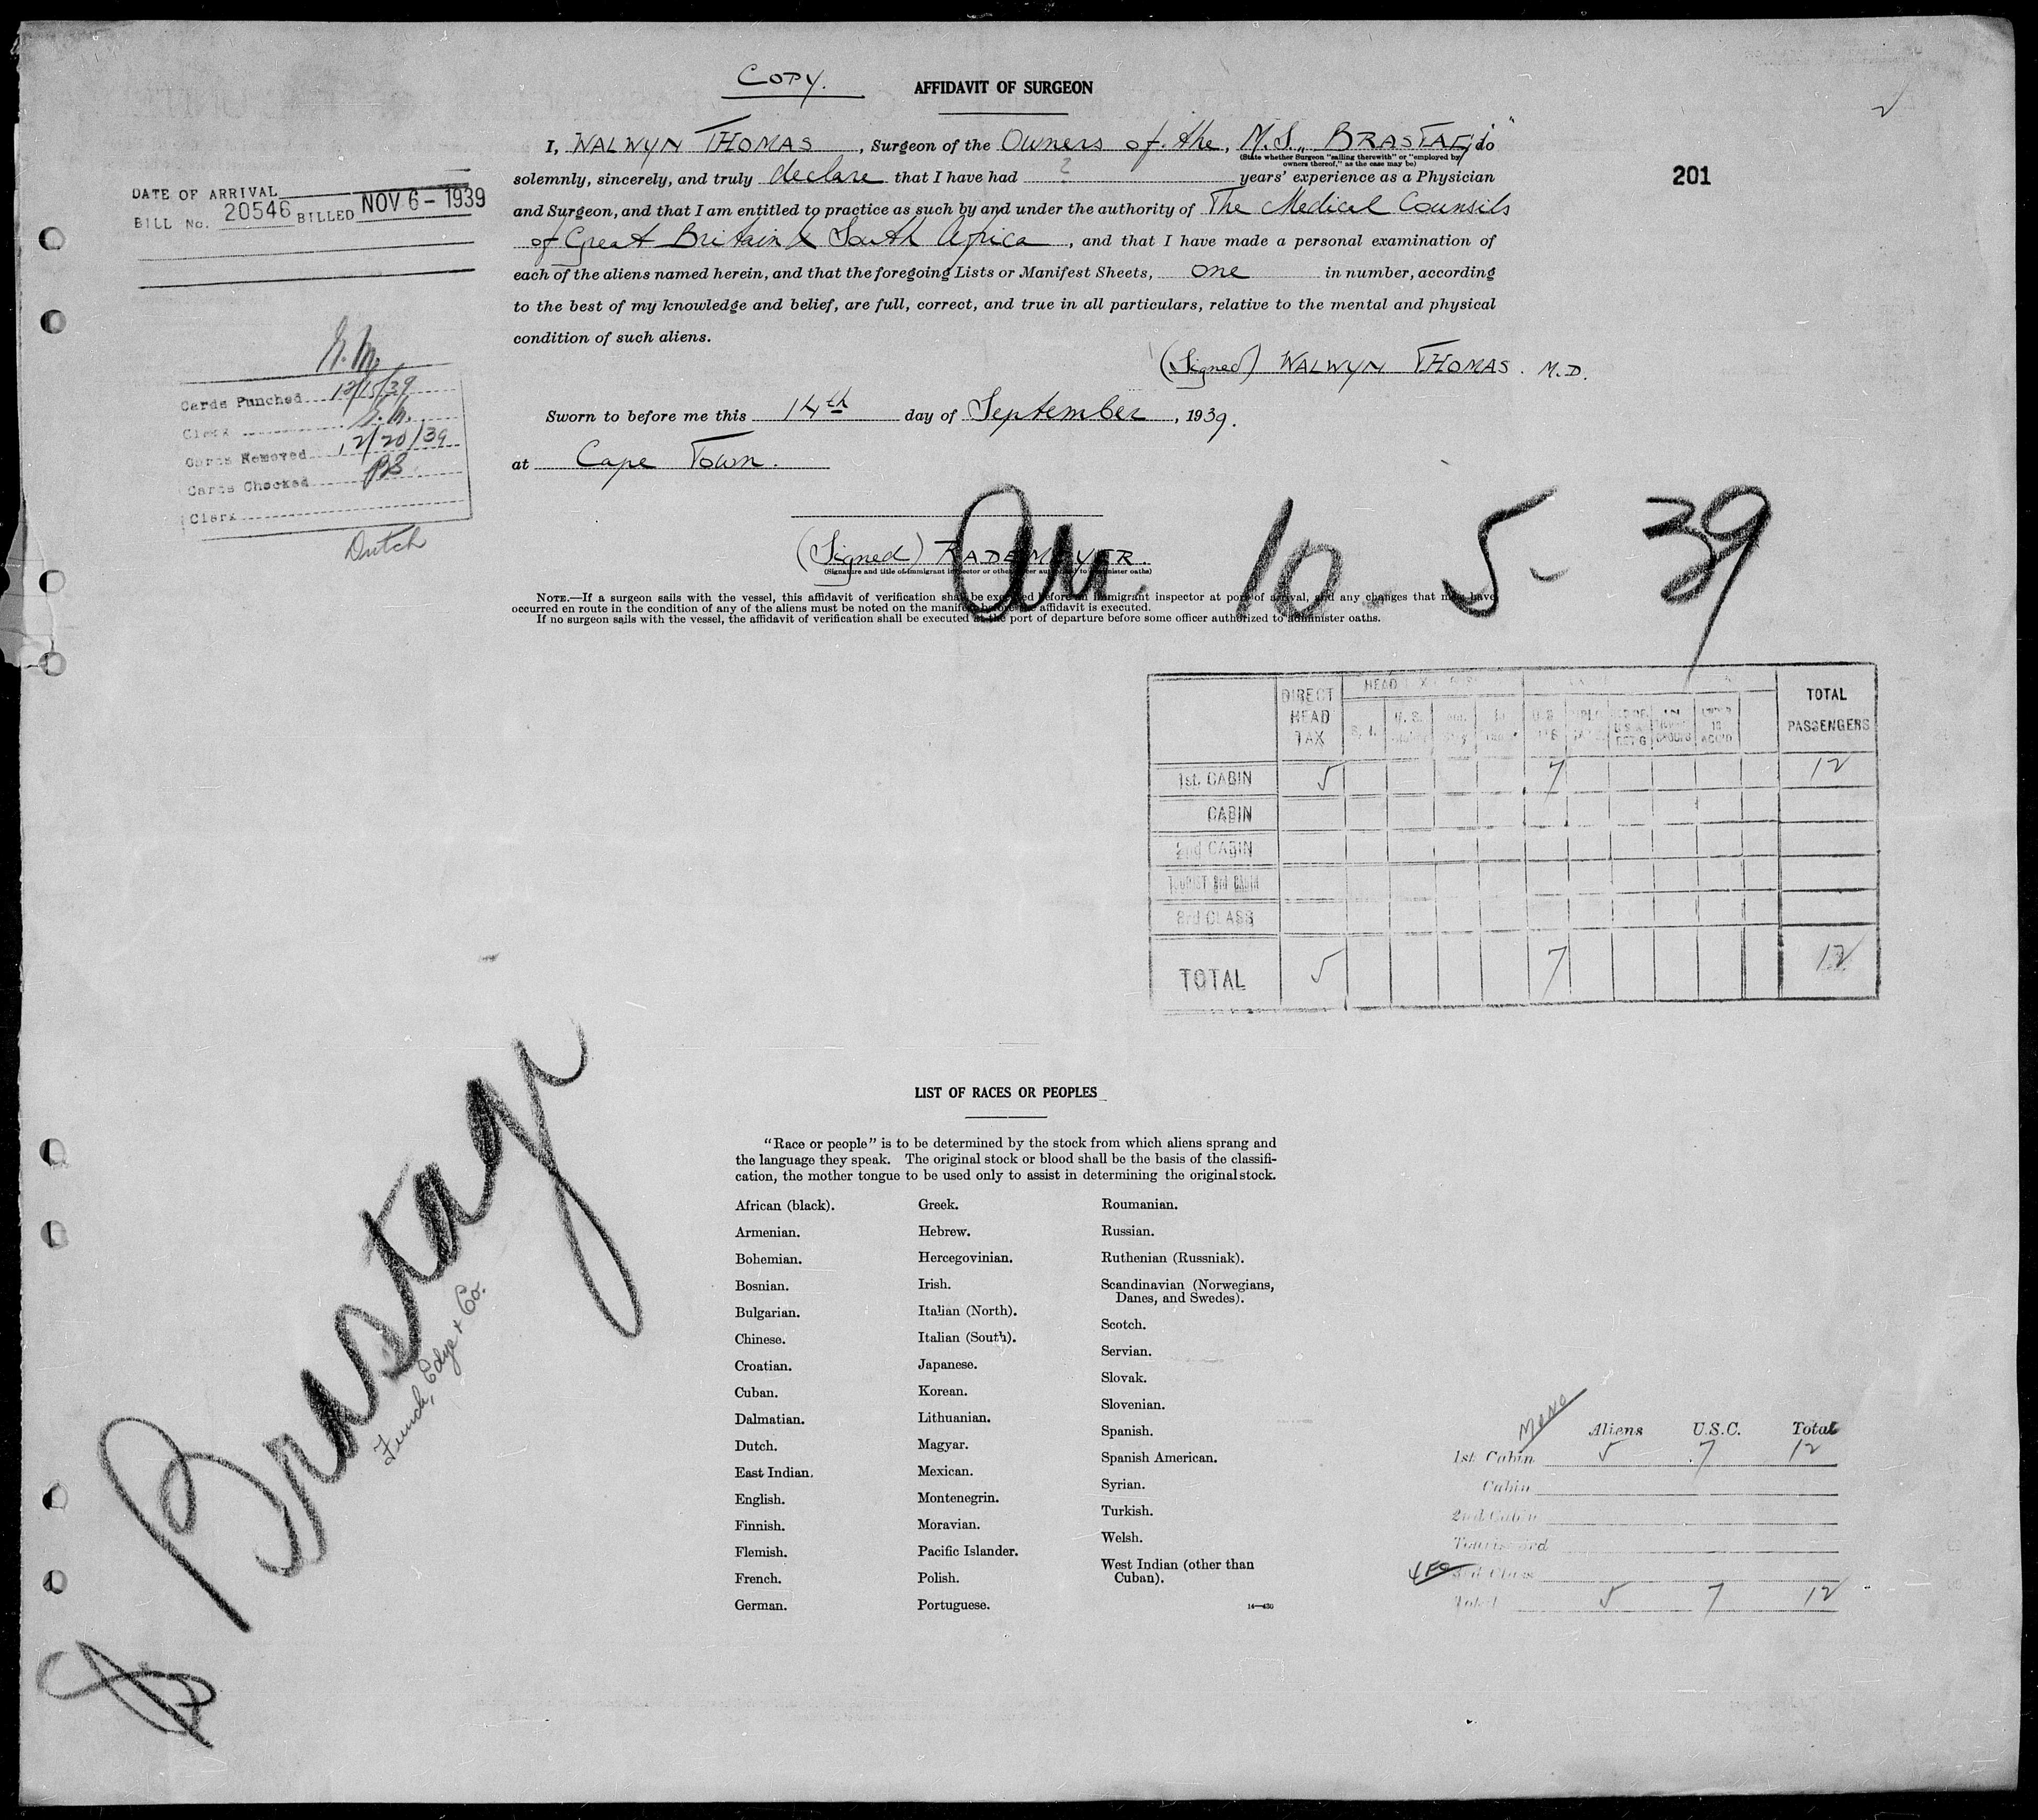 Copy.
AFFIDAVIT OF SURGEON
I, WALWYN THOMAS, Surgeon of the Owners of the, M.S. „BRASTAGI" do
(State whether Surgeon "sailing therewith" or "employed by
owners thereof," as the case may be)
solemnly, sincerely, and truly declare that I have had ? years' experience as a Physician
201
and Surgeon, and that I am entitled to practice as such by and under the authority of The Medical Counsils
of Great Britain & South Africa, and that I have made a personal examination of
each of the aliens named herein, and that the foregoing Lists or Manifest Sheets, one in number, according
to the best of my knowledge and belief, are full, correct, and true in all particulars, relative to the mental and physical
condition of such aliens.
(Signed) WALWYN THOMAS. M.D.
Sworn to before me this 14th day of September, 1939.
at Cape Town.
(Signed) RADEMEYER.
(Signature and title of immigrant inspector or other officer authorized to administer oaths)
NOTE.—If a surgeon sails with the vessel, this affidavit of verification shall be executed before an immigrant inspector at port of arrival, and any changes that may have
occurred en route in the condition of any of the aliens must be noted on the manifest before the affidavit is executed.
If no surgeon sails with the vessel, the affidavit of verification shall be executed at the port of departure before some officer authorized to administer oaths.
10-5-39
DATE OF ARRIVAL
BILL No. 20546 BILLED NOV 6 - 1939
Cards Punched 12/15/39
Clerk
Cards Removed 12/20/39
Cards Checked
Clerk
Dutch
DIRECT HEAD TAX
HEAD
TOTAL PASSENGERS
1st. CABIN 5 7 12
CABIN
2nd CABIN
TOURIST 3rd CABIN
3rd CLASS
TOTAL 5 7 12
Brastagi
Funch, Edye + Co.
LIST OF RACES OR PEOPLES
"Race or people" is to be determined by the stock from which aliens sprang and
the language they speak. The original stock or blood shall be the basis of the classifi-
cation, the mother tongue to be used only to assist in determining the original stock.
African (black).
Armenian.
Bohemian.
Bosnian.
Bulgarian.
Chinese.
Croatian.
Cuban.
Dalmatian.
Dutch.
East Indian.
English.
Finnish.
Flemish.
French.
German.
Greek.
Hebrew.
Hercegovinian.
Irish.
Italian (North).
Italian (South).
Japanese.
Korean.
Lithuanian.
Magyar.
Mexican.
Montenegrin.
Moravian.
Pacific Islander.
Polish.
Portuguese.
Roumanian.
Russian.
Ruthenian (Russniak).
Scandinavian (Norwegians,
Danes, and Swedes).
Scotch.
Servian.
Slovak.
Slovenian.
Spanish.
Spanish American.
Syrian.
Turkish.
Welsh.
West Indian (other than
Cuban).
14—430
Aliens U.S.C. Total
1st Cabin 5 7 12
Cabin
2nd Cabin
Tourist 3rd
3rd Class
Total 5 7 12